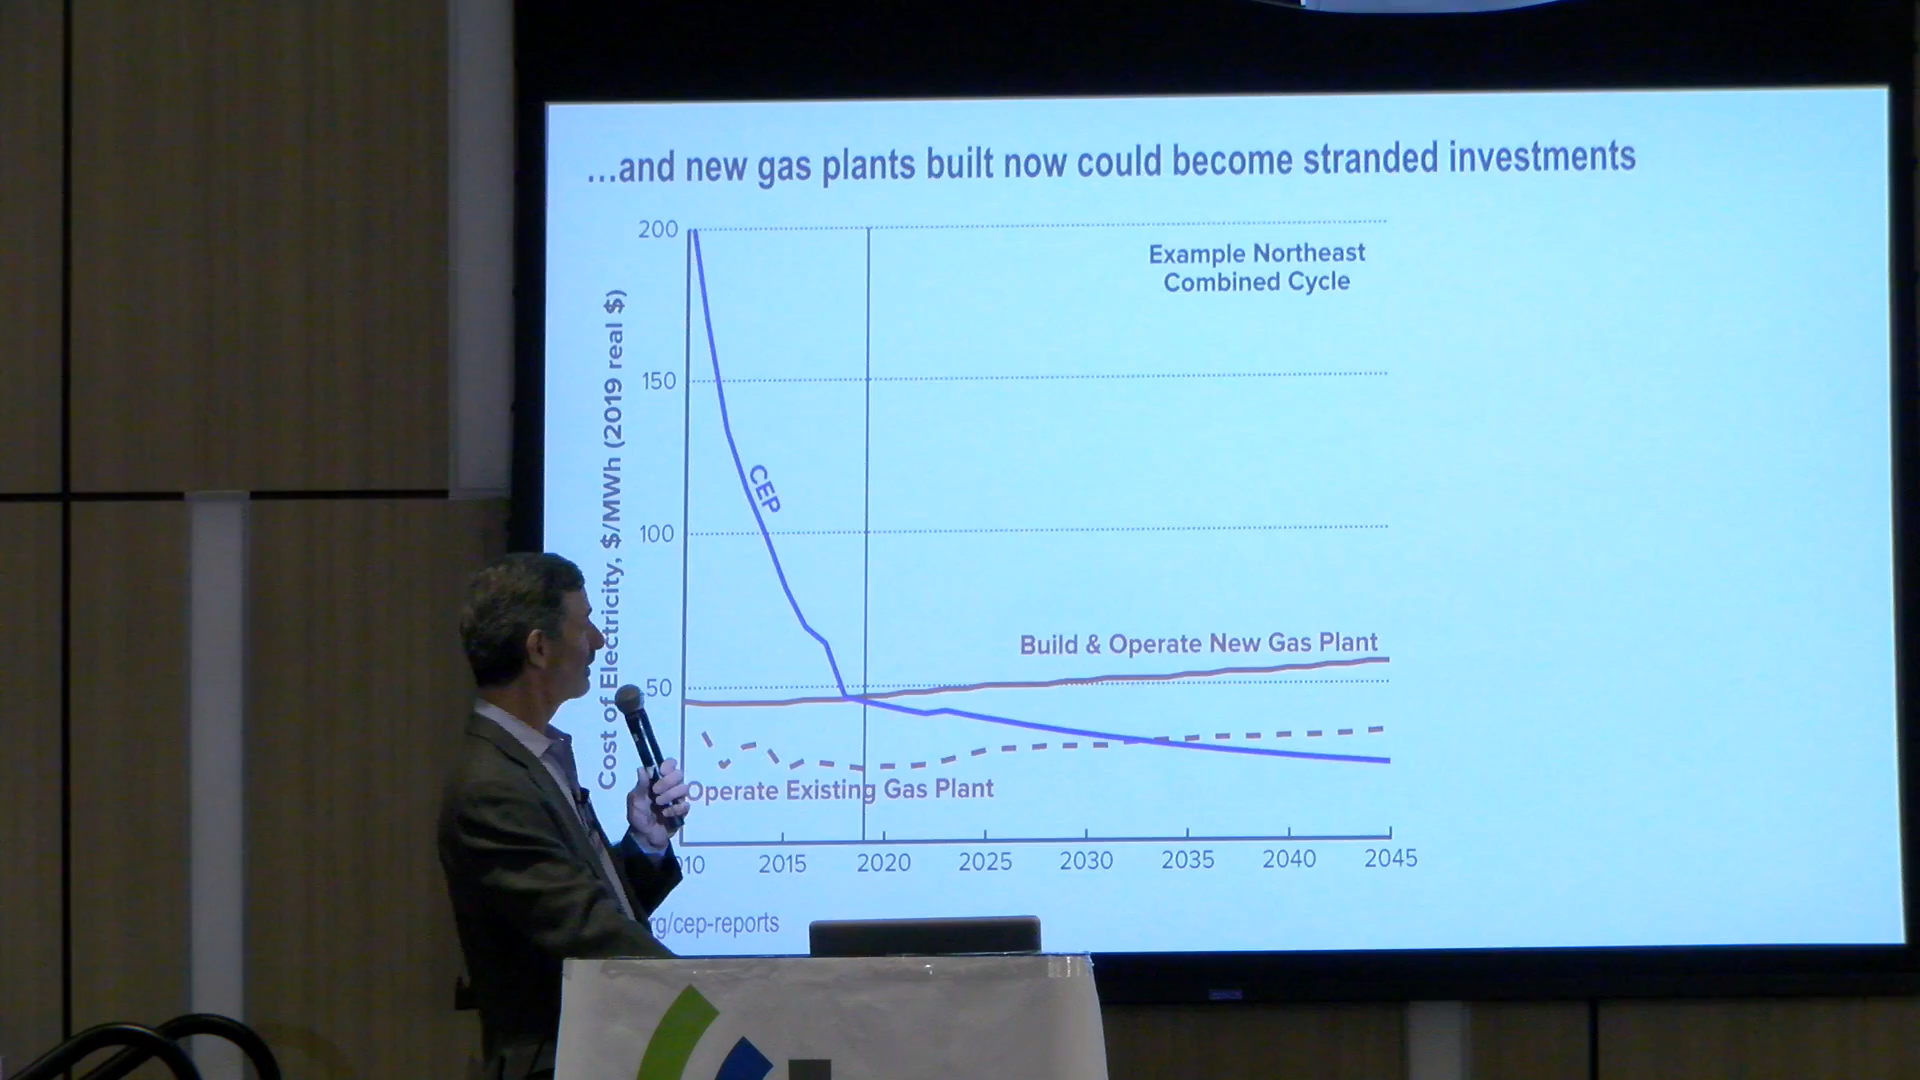 ...and new gas plants built now could become stranded investments
200
Example Northeast
Combined Cycle
Cost of Electricity, $/MWh (2019 real $)
150
CEP
100
Build & Operate New Gas Plant
50
Operate Existing Gas Plant
010 2015 2020 2025 2030 2035 2040 2045
rg/cep-reports